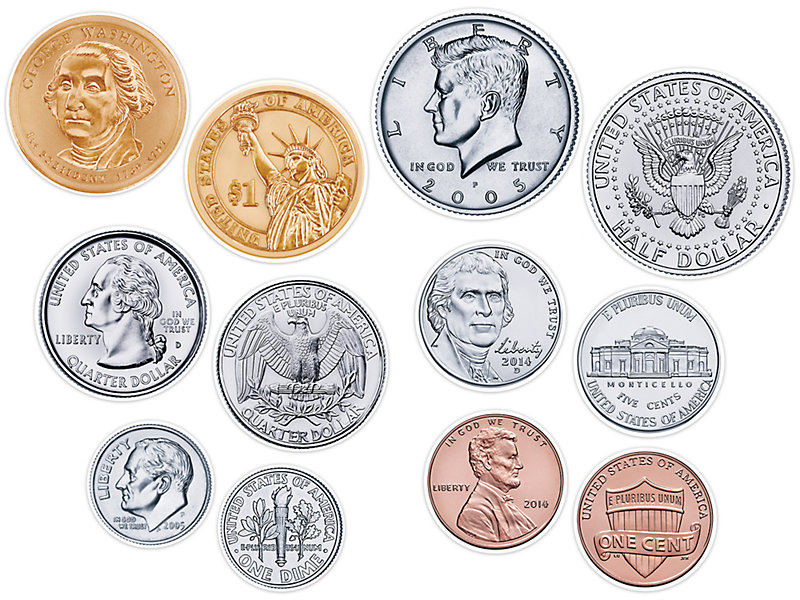 GEORGE WASHINGTON
1st PRESIDENT 1789-1797
UNITED STATES OF AMERICA
$1
LIBERTY
IN GOD WE TRUST
P
2005
UNITED STATES OF AMERICA
E PLURIBUS UNUM
HALF DOLLAR
UNITED STATES OF AMERICA
LIBERTY
IN
GOD WE
TRUST
D
QUARTER DOLLAR
UNITED STATES OF AMERICA
E PLURIBUS
UNUM
QUARTER DOLLAR
IN GOD WE TRUST
Liberty
2014
D
E PLURIBUS UNUM
MONTICELLO
FIVE CENTS
UNITED STATES OF AMERICA
LIBERTY
IN GOD
WE TRUST
P
2005
UNITED STATES OF AMERICA
E·PLURIBUS·UNUM
ONE DIME
IN GOD WE TRUST
LIBERTY
2014
UNITED STATES OF AMERICA
E PLURIBUS UNUM
ONE CENT